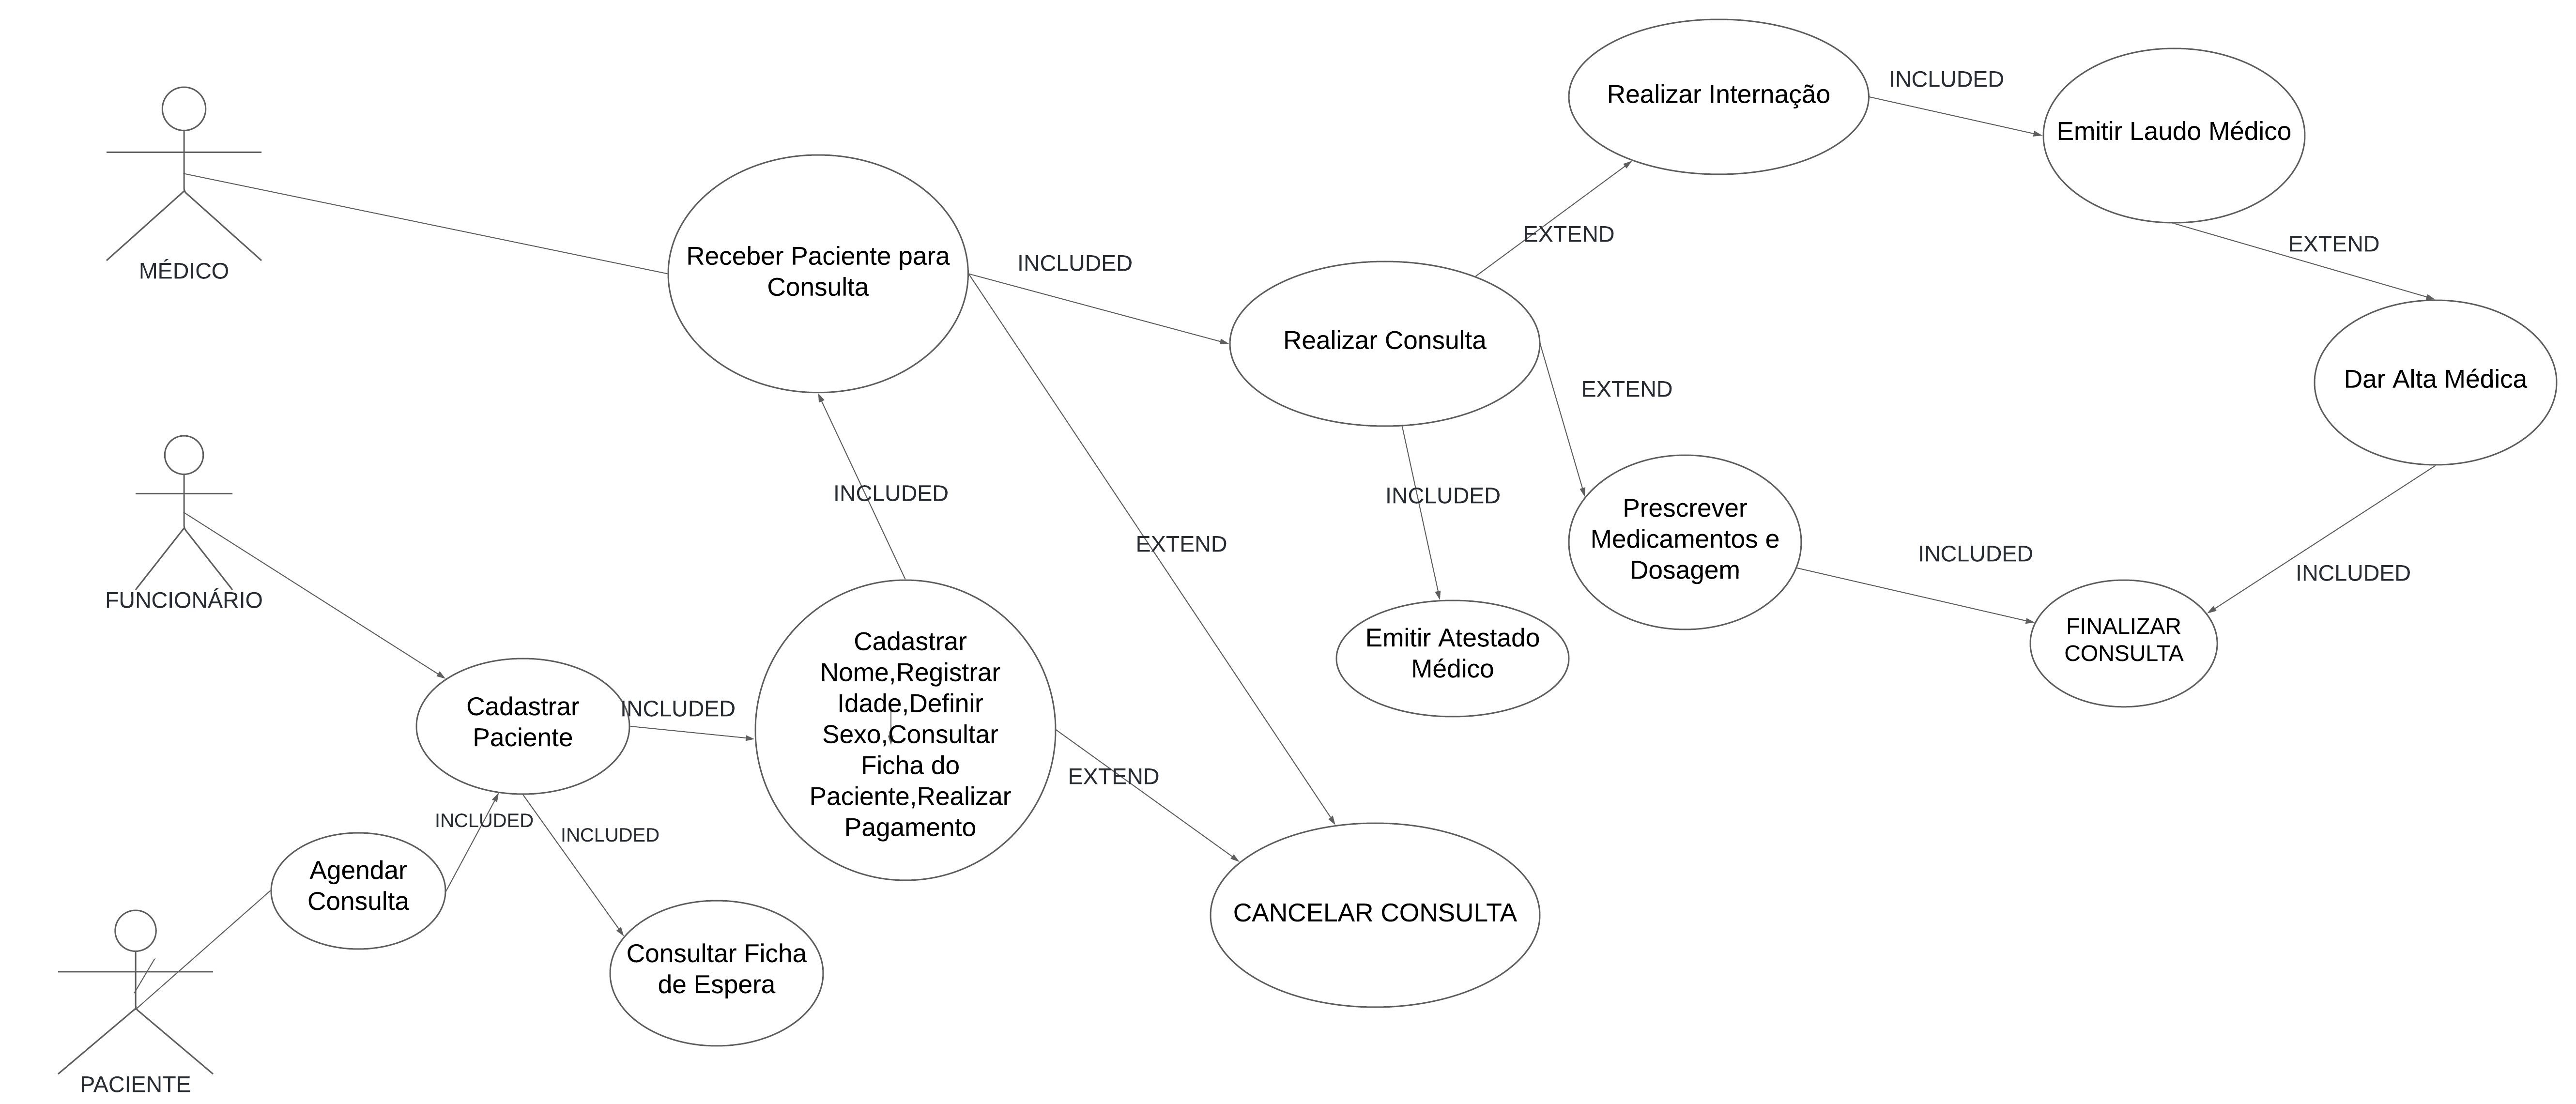 Realizar Internação
INCLUDED
Emitir Laudo Médico
MÉDICO
Receber Paciente para
Consulta
INCLUDED
EXTEND
EXTEND
Realizar Consulta
EXTEND
Dar Alta Médica
FUNCIONÁRIO
INCLUDED
EXTEND
INCLUDED
Prescrever
Medicamentos e
Dosagem
INCLUDED
INCLUDED
Emitir Atestado
Médico
FINALIZAR
CONSULTA
Cadastrar
Paciente
INCLUDED
Cadastrar
Nome,Registrar
Idade,Definir
Sexo,Consultar
Ficha do
Paciente,Realizar
Pagamento
EXTEND
INCLUDED
INCLUDED
Agendar
Consulta
Consultar Ficha
de Espera
CANCELAR CONSULTA
PACIENTE